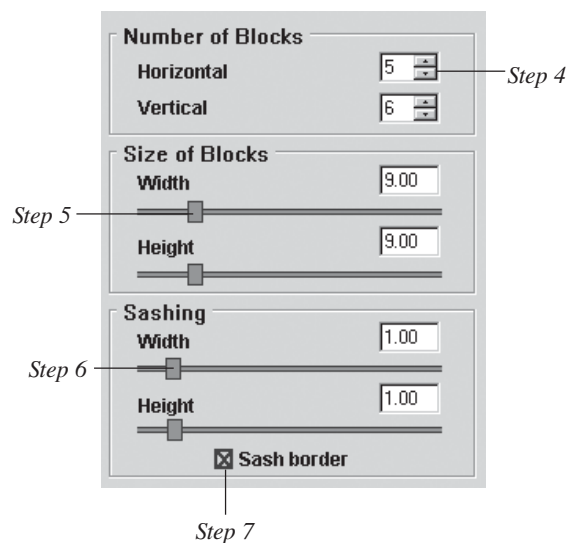 Number of Blocks
Horizontal 5 Step 4
Vertical 6
Size of Blocks
Width 9.00
Step 5
Height 9.00
Sashing
Width 1.00
Step 6
Height 1.00
Sash border
Step 7